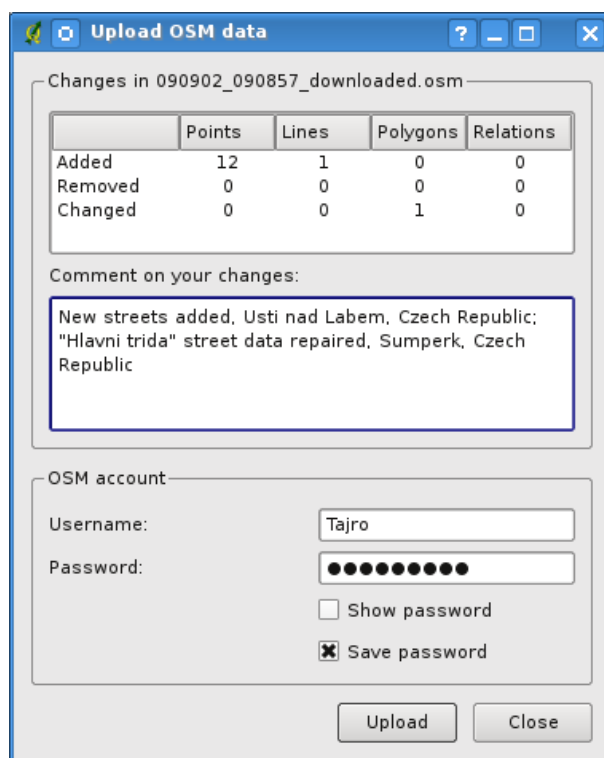 Upload OSM data
Changes in 090902_090857_downloaded.osm
Points Lines Polygons Relations
Added 12 1 0 0
Removed 0 0 0 0
Changed 0 0 1 0
Comment on your changes:
New streets added, Usti nad Labem, Czech Republic;
"Hlavni trida" street data repaired, Sumperk, Czech
Republic
OSM account
Username: Tajro
Password: ●●●●●●●●●
Show password
Save password
Upload Close